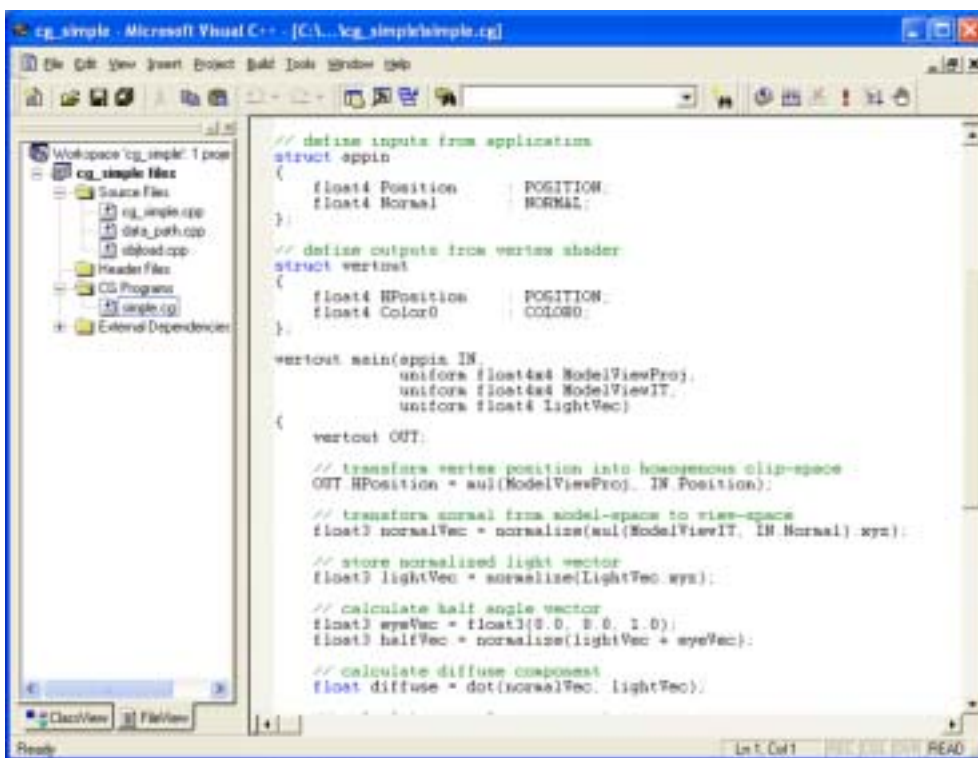 cg_simple - Microsoft Visual C++ - [C:\...\cg_simple\simple.cg]
File Edit View Insert Project Build Tools Window Help
Workspace 'cg_simple': 1 proje
cg_simple files
Source Files
cg_simple.cpp
data_path.cpp
objload.cpp
Header Files
CG Programs
simple.cg
External Dependencies
ClassView FileView
// define inputs from application
struct appin
{
float4 Position : POSITION;
float4 Normal : NORMAL;
};
// define outputs from vertex shader
struct vertout
{
float4 HPosition : POSITION;
float4 Color0 : COLOR0;
};
vertout main(appin IN,
uniform float4x4 ModelViewProj,
uniform float4x4 ModelViewIT,
uniform float4 LightVec)
{
vertout OUT;
// transform vertex position into homogenous clip-space
OUT.HPosition = mul(ModelViewProj, IN.Position);
// transform normal from model-space to view-space
float3 normalVec = normalize(mul(ModelViewIT, IN.Normal).xyz);
// store normalized light vector
float3 lightVec = normalize(LightVec.xyz);
// calculate half angle vector
float3 eyeVec = float3(0.0, 0.0, 1.0);
float3 halfVec = normalize(lightVec + eyeVec);
// calculate diffuse component
float diffuse = dot(normalVec, lightVec);
Ready
Ln 1, Col 1 REC COL OVR READ